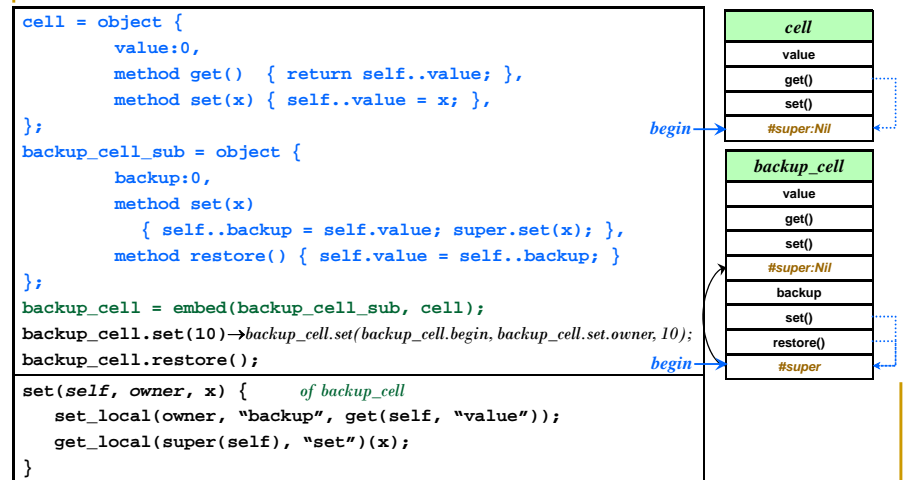 cell = object {
value:0,
method get() { return self..value; },
method set(x) { self..value = x; },
};
backup_cell_sub = object {
backup:0,
method set(x)
{ self..backup = self.value; super.set(x); },
method restore() { self.value = self..backup; }
};
backup_cell = embed(backup_cell_sub, cell);
backup_cell.set(10)→backup_cell.set(backup_cell.begin, backup_cell.set.owner, 10);
backup_cell.restore();
set(self, owner, x) { of backup_cell
set_local(owner, “backup”, get(self, “value”));
get_local(super(self), “set”)(x);
}
cell
value
get()
set()
begin
#super:Nil
backup_cell
value
get()
set()
#super:Nil
backup
set()
restore()
begin
#super